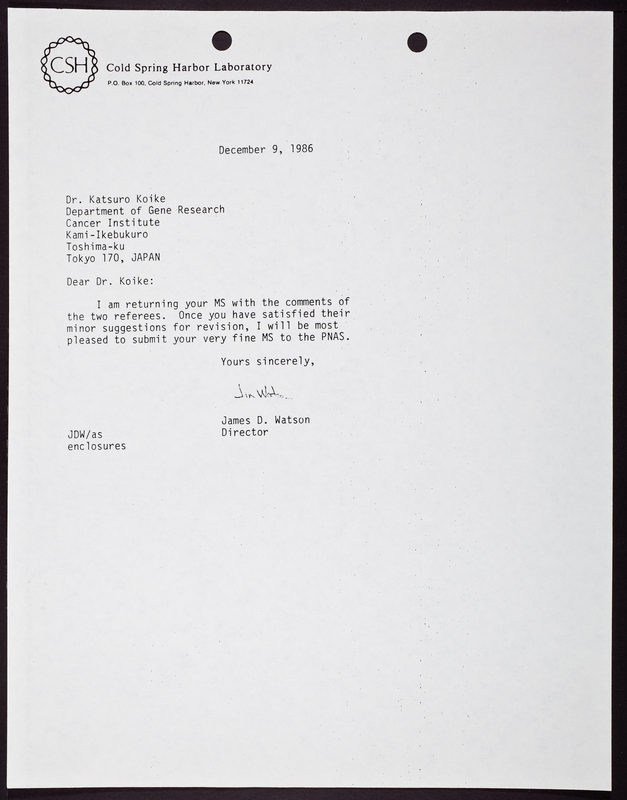 CSH
Cold Spring Harbor Laboratory
P.O. Box 100, Cold Spring Harbor, New York 11724
December 9, 1986
Dr. Katsuro Koike
Department of Gene Research
Cancer Institute
Kami-Ikebukuro
Toshima-ku
Tokyo 170, JAPAN
Dear Dr. Koike:
I am returning your MS with the comments of
the two referees. Once you have satisfied their
minor suggestions for revision, I will be most
pleased to submit your very fine MS to the PNAS.
Yours sincerely,
Jim Watson
James D. Watson
Director
JDW/as
enclosures